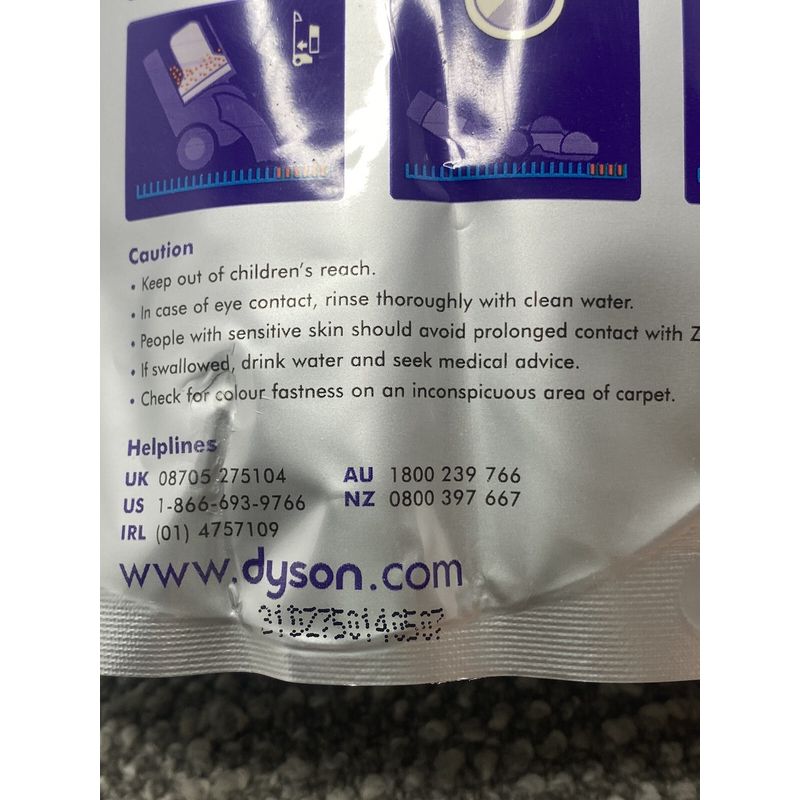 Caution
• Keep out of children's reach.
• In case of eye contact, rinse thoroughly with clean water.
• People with sensitive skin should avoid prolonged contact with Z
• If swallowed, drink water and seek medical advice.
• Check for colour fastness on an inconspicuous area of carpet.
Helplines
UK 08705 275104 AU 1800 239 766
US 1-866-693-9766 NZ 0800 397 667
IRL (01) 4757109
www.dyson.com